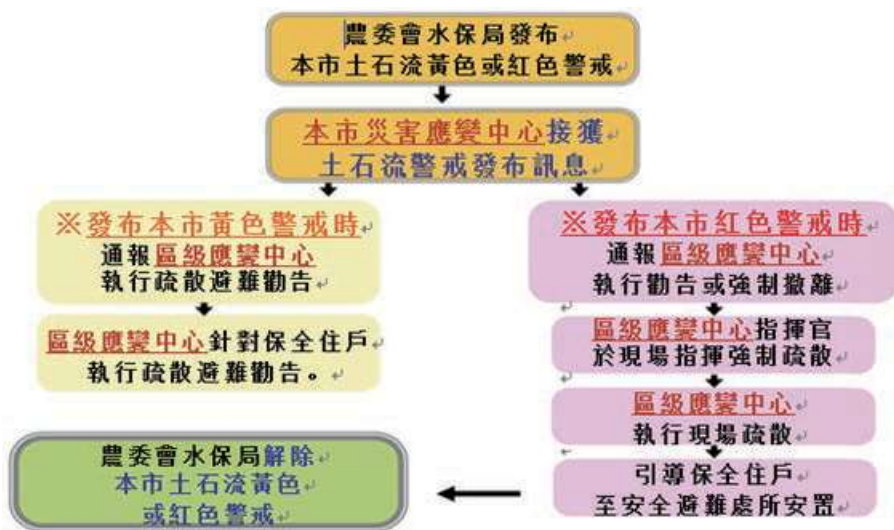 農委會水保局發布
本市土石流黃色或紅色警戒
本市災害應變中心接獲
土石流警戒發布訊息
※發布本市黃色警戒時
通報區級應變中心
執行疏散避難勸告
區級應變中心針對保全住戶
執行疏散避難勸告。
※發布本市紅色警戒時
通報區級應變中心
執行勸告或強制撤離
區級應變中心指揮官
於現場指揮強制疏散
區級應變中心
執行現場疏散
引導保全住戶
至安全避難處所安置
農委會水保局解除
本市土石流黃色
或紅色警戒